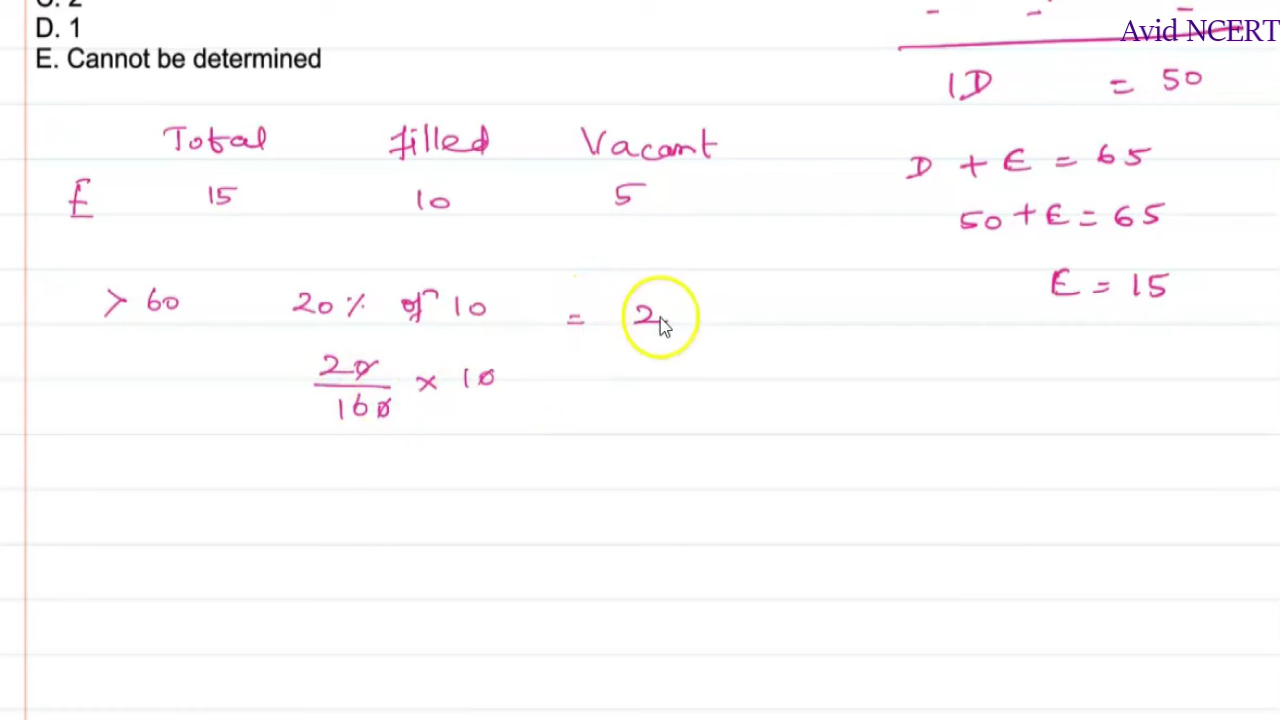 C. 2
D. 1
E. Cannot be determined
Avid NCERT
1D = 50
D + E = 65
50 + E = 65
E = 15
Total filled Vacant
E 15 10 5
> 60 20 % of 10 = 2
20/100 × 10